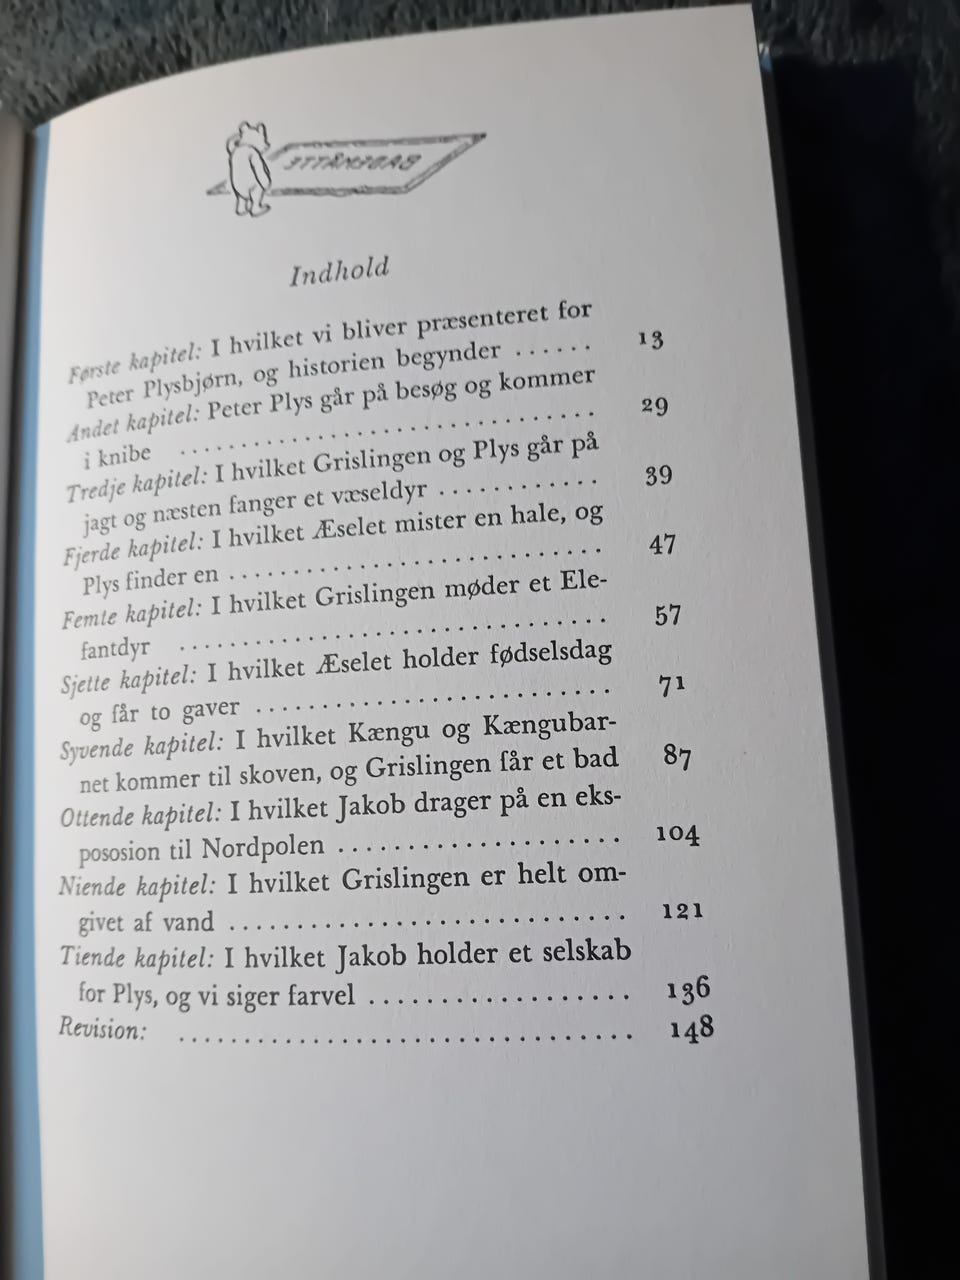 BADEMÅTTE
Indhold
Første kapitel: I hvilket vi bliver præsenteret for
Peter Plysbjørn, og historien begynder ...... 13
Andet kapitel: Peter Plys går på besøg og kommer
i knibe ................................ 29
Tredje kapitel: I hvilket Grislingen og Plys går på
jagt og næsten fanger et væseldyr ............ 39
Fjerde kapitel: I hvilket Æselet mister en hale, og
Plys finder en ............................. 47
Femte kapitel: I hvilket Grislingen møder et Ele-
fantdyr ................................. 57
Sjette kapitel: I hvilket Æselet holder fødselsdag
og får to gaver ............................ 71
Syvende kapitel: I hvilket Kængu og Kængubar-
net kommer til skoven, og Grislingen får et bad 87
Ottende kapitel: I hvilket Jakob drager på en eks-
pososion til Nordpolen ...................... 104
Niende kapitel: I hvilket Grislingen er helt om-
givet af vand ............................... 121
Tiende kapitel: I hvilket Jakob holder et selskab
for Plys, og vi siger farvel .................... 136
Revision: ................................... 148